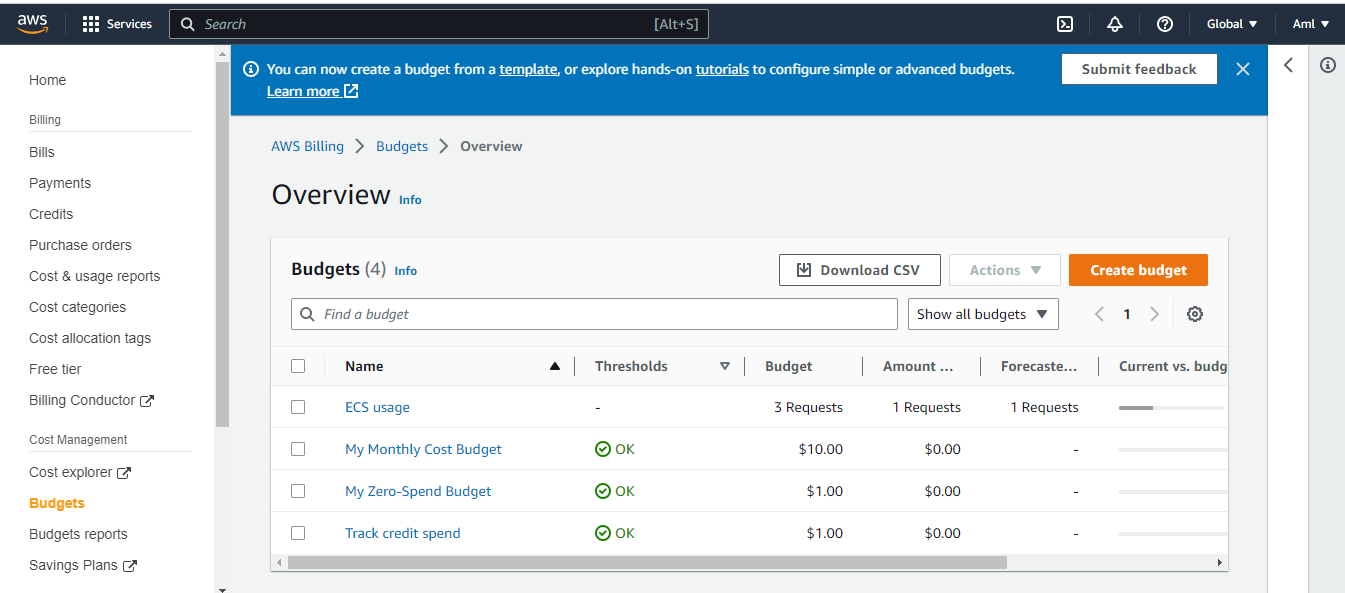 aws
Services
Search
[Alt+S]
Global
Aml
Home
Billing
Bills
Payments
Credits
Purchase orders
Cost & usage reports
Cost categories
Cost allocation tags
Free tier
Billing Conductor
Cost Management
Cost explorer
Budgets
Budgets reports
Savings Plans
You can now create a budget from a template, or explore hands-on tutorials to configure simple or advanced budgets.
Learn more
Submit feedback
AWS Billing
Budgets
Overview
Overview
Info
Budgets (4)
Info
Download CSV
Actions
Create budget
Find a budget
Show all budgets
1
Name
Thresholds
Budget
Amount ...
Forecaste...
Current vs. budg
ECS usage
-
3 Requests
1 Requests
1 Requests
My Monthly Cost Budget
OK
$10.00
$0.00
-
My Zero-Spend Budget
OK
$1.00
$0.00
-
Track credit spend
OK
$1.00
$0.00
-